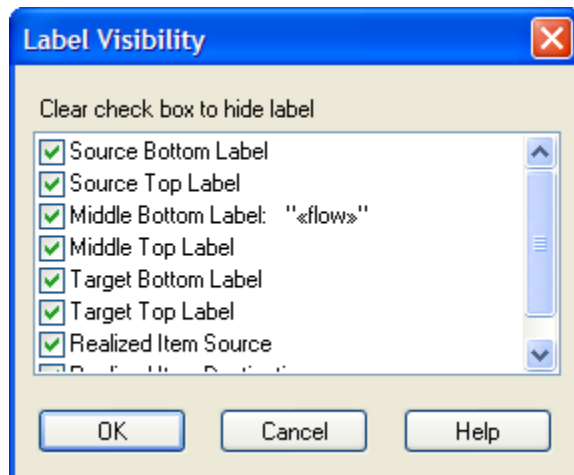 Label Visibility
Clear check box to hide label
Source Bottom Label
Source Top Label
Middle Bottom Label: "«flow»"
Middle Top Label
Target Bottom Label
Target Top Label
Realized Item Source
OK Cancel Help